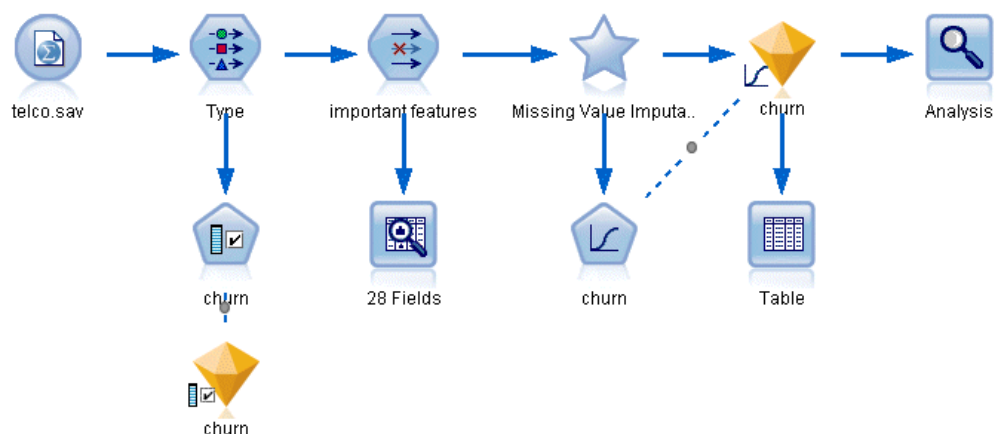 telco.sav
Type
important features
Missing Value Imputa..
churn
Analysis
churn
28 Fields
churn
Table
churn